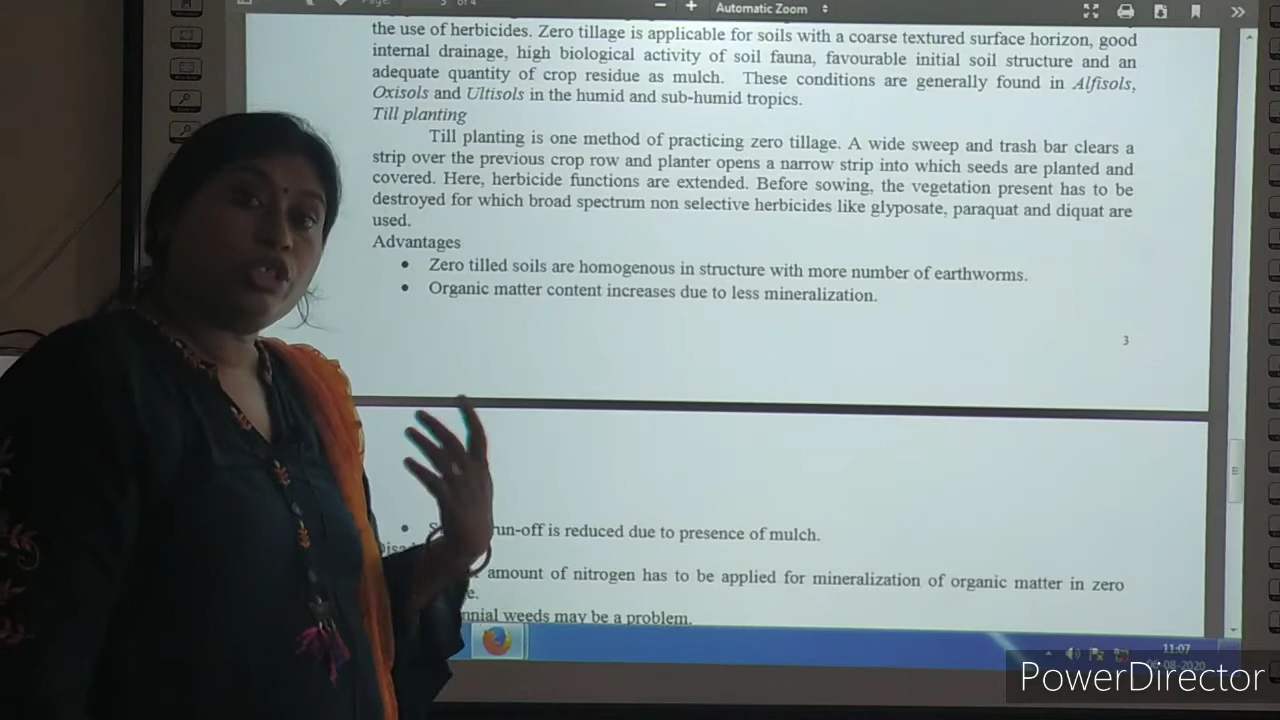 Page: 3 of 4 Automatic Zoom
the use of herbicides. Zero tillage is applicable for soils with a coarse textured surface horizon, good
internal drainage, high biological activity of soil fauna, favourable initial soil structure and an
adequate quantity of crop residue as mulch. These conditions are generally found in Alfisols,
Oxisols and Ultisols in the humid and sub-humid tropics.
Till planting
Till planting is one method of practicing zero tillage. A wide sweep and trash bar clears a
strip over the previous crop row and planter opens a narrow strip into which seeds are planted and
covered. Here, herbicide functions are extended. Before sowing, the vegetation present has to be
destroyed for which broad spectrum non selective herbicides like glyposate, paraquat and diquat are
used.
Advantages
• Zero tilled soils are homogenous in structure with more number of earthworms.
• Organic matter content increases due to less mineralization.
3
• un-off is reduced due to presence of mulch.
amount of nitrogen has to be applied for mineralization of organic matter in zero
weeds may be a problem.
11:07
-08-2020
PowerDirector